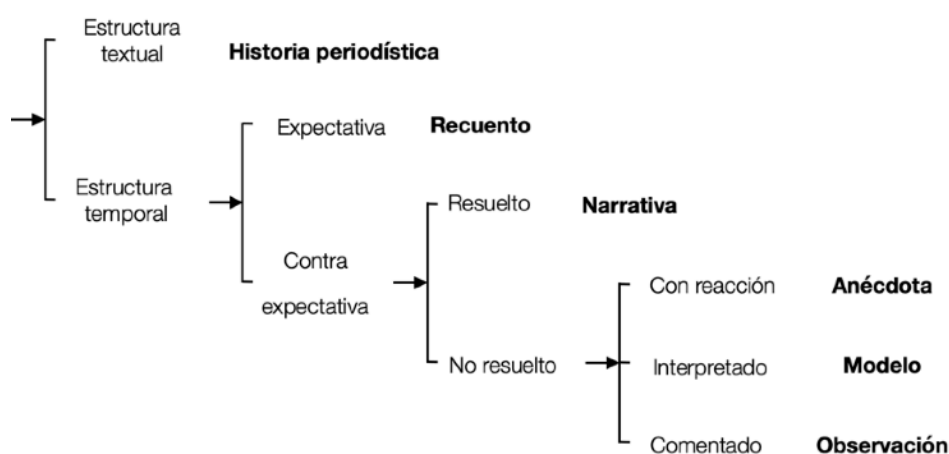 Estructura
textual
Historia periodística
Expectativa
Recuento
Estructura
temporal
Resuelto
Narrativa
Contra
expectativa
Con reacción
Anécdota
No resuelto
Interpretado
Modelo
Comentado
Observación